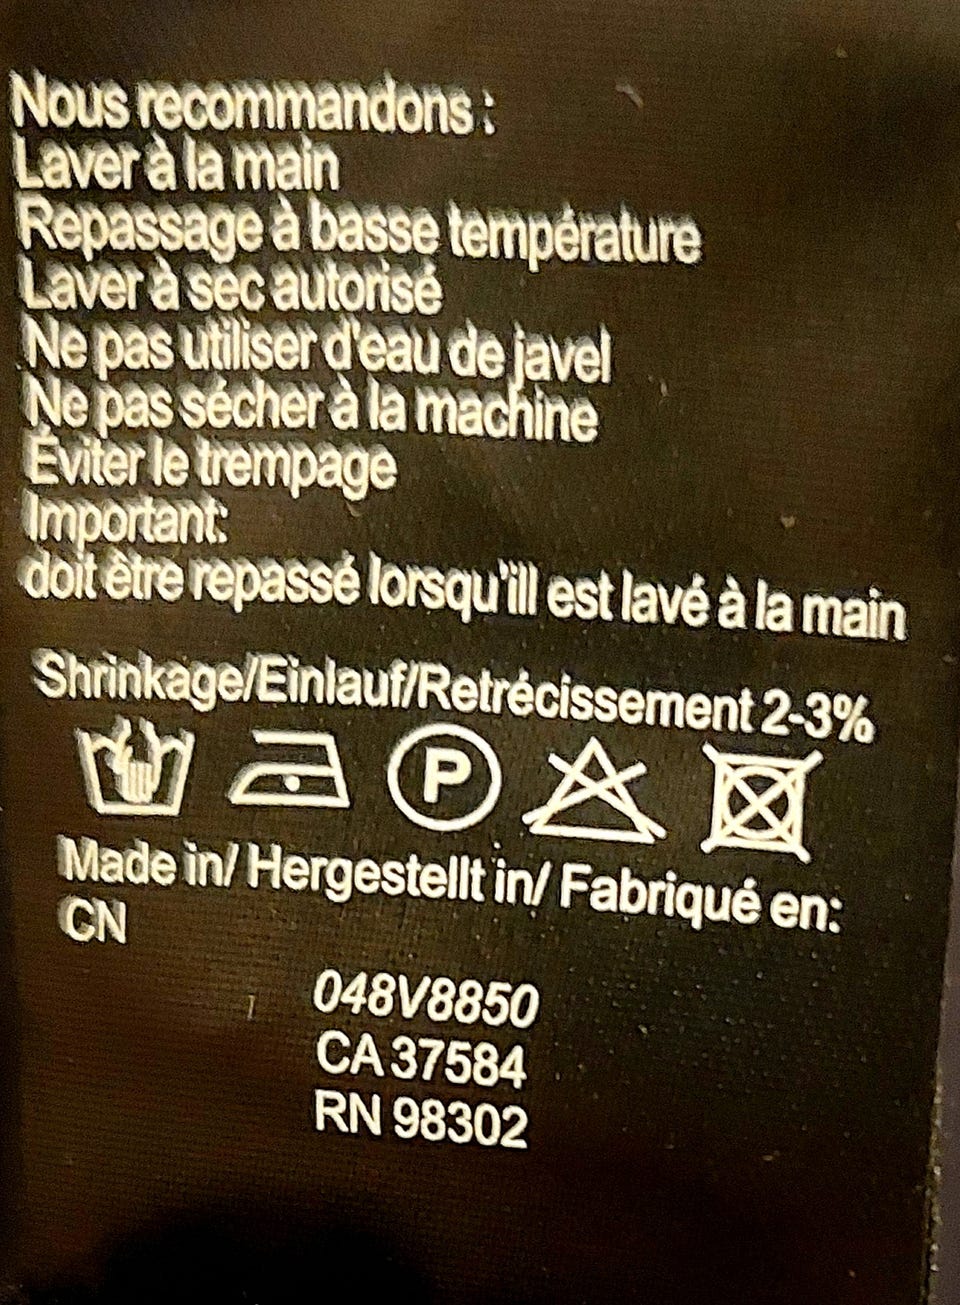 Nous recommandons :
Laver à la main
Repassage à basse température
Laver à sec autorisé
Ne pas utiliser d'eau de javel
Ne pas sécher à la machine
Éviter le trempage
Important:
doit être repassé lorsqu'ill est lavé à la main
Shrinkage/Einlauf/Retrécissement 2-3%
P
Made in/ Hergestellt in/ Fabriqué en:
CN
048V8850
CA 37584
RN 98302